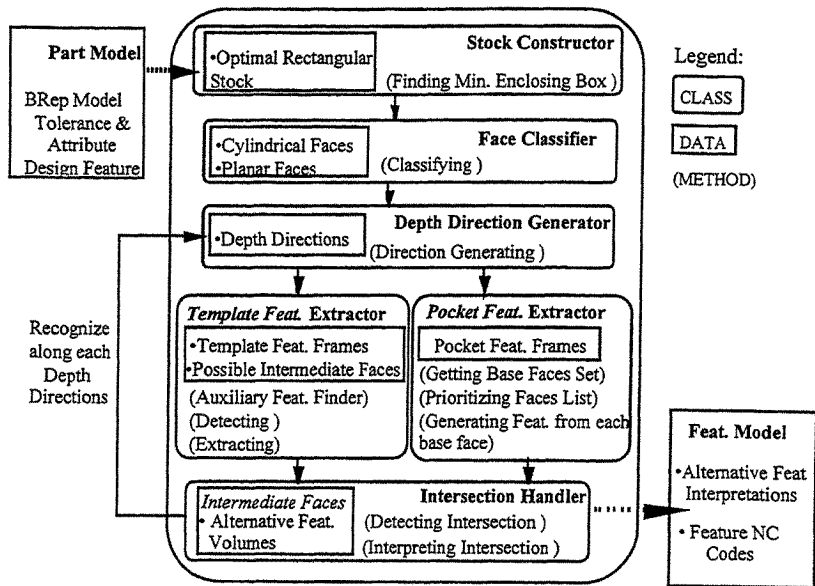 Part Model
BRep Model
Tolerance &
Attribute
Design Feature
Stock Constructor
•Optimal Rectangular
Stock
(Finding Min. Enclosing Box )
Face Classifier
•Cylindrical Faces
•Planar Faces
(Classifying )
Depth Direction Generator
•Depth Directions
(Direction Generating )
Template Feat. Extractor
•Template Feat. Frames
•Possible Intermediate Faces
(Auxiliary Feat. Finder)
(Detecting )
(Extracting)
Pocket Feat. Extractor
Pocket Feat. Frames
(Getting Base Faces Set)
(Prioritizing Faces List)
(Generating Feat. from each
base face)
Recognize
along each
Depth
Directions
Intersection Handler
Intermediate Faces
• Alternative Feat.
Volumes
(Detecting Intersection )
(Interpreting Intersection )
Legend:
CLASS
DATA
(METHOD)
Feat. Model
•Alternative Feat
Interpretations
• Feature NC
Codes